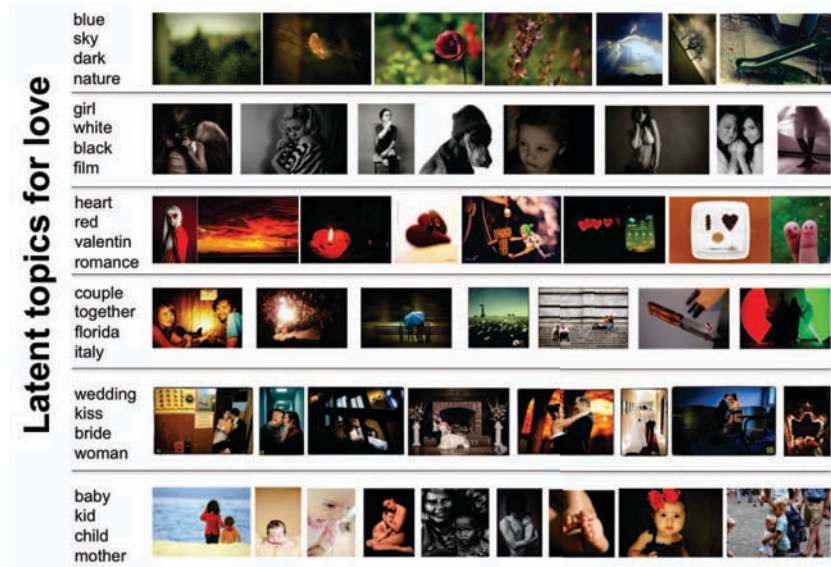 Latent topics for love
blue
sky
dark
nature
girl
white
black
film
heart
red
valentin
romance
couple
together
florida
italy
wedding
kiss
bride
woman
baby
kid
child
mother